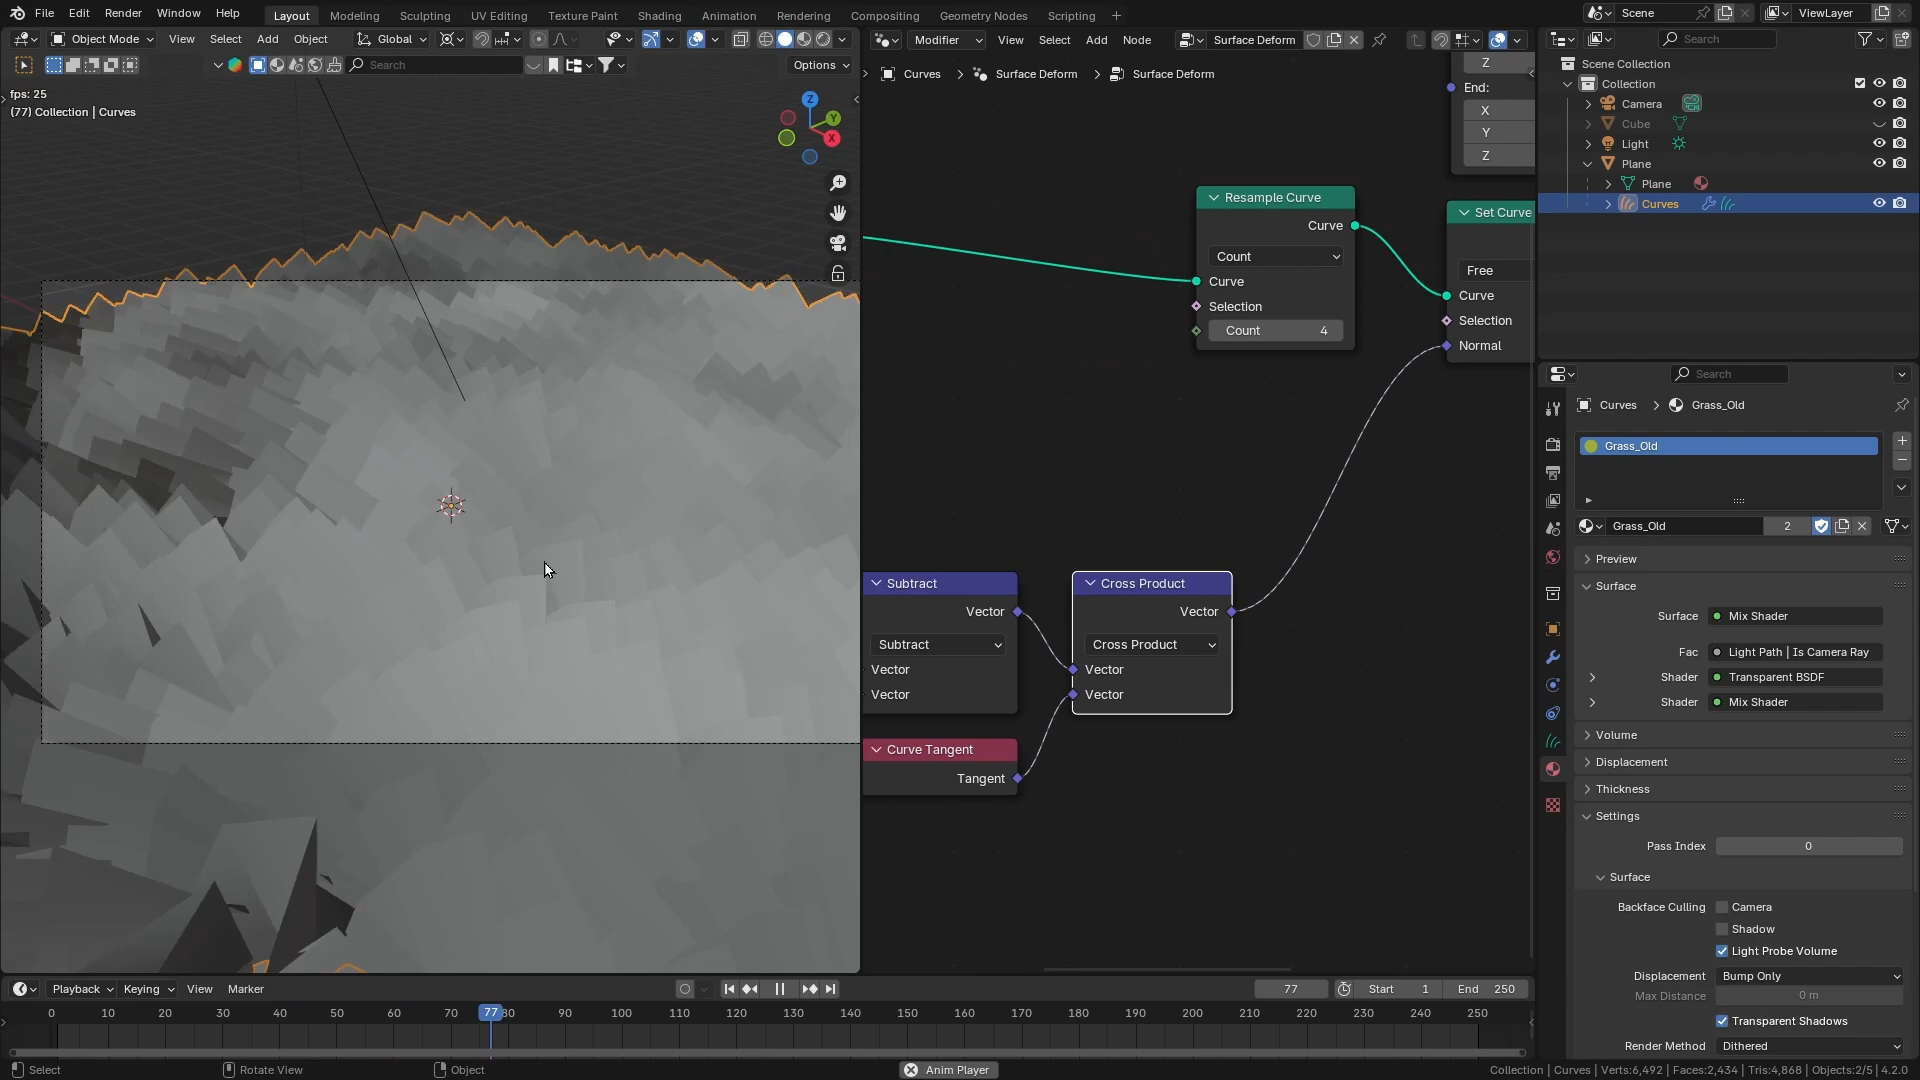 File Edit Render Window Help Layout Modeling Sculpting UV Editing Texture Paint Shading Animation Rendering Compositing Geometry Nodes Scripting + Scene ViewLayer
Object Mode View Select Add Object Global
Modifier View Select Add Node Surface Deform
Search
Search Options
Curves > Surface Deform > Surface Deform
fps: 25
(77) Collection | Curves
Z
Y
X
Z
End:
X
Y
Z
Resample Curve
Curve
Count
Curve
Selection
Count 4
Set Curve
Free
Curve
Selection
Normal
Subtract
Vector
Subtract
Vector
Vector
Cross Product
Vector
Cross Product
Vector
Vector
Curve Tangent
Tangent
Scene Collection
Collection
Camera
Cube
Light
Plane
Plane
Curves
Search
Curves > Grass_Old
Grass_Old
Grass_Old 2
Preview
Surface
Surface Mix Shader
Fac Light Path | Is Camera Ray
Shader Transparent BSDF
Shader Mix Shader
Volume
Displacement
Thickness
Settings
Pass Index 0
Surface
Backface Culling Camera
Shadow
Light Probe Volume
Displacement Bump Only
Max Distance 0 m
Transparent Shadows
Render Method Dithered
Playback Keying View Marker 77 Start 1 End 250
0 10 20 30 40 50 60 70 77 80 90 100 110 120 130 140 150 160 170 180 190 200 210 220 230 240 250
Select Rotate View Object Anim Player Collection | Curves | Verts:6,492 | Faces:2,434 | Tris:4,868 | Objects:2/5 | 4.2.0